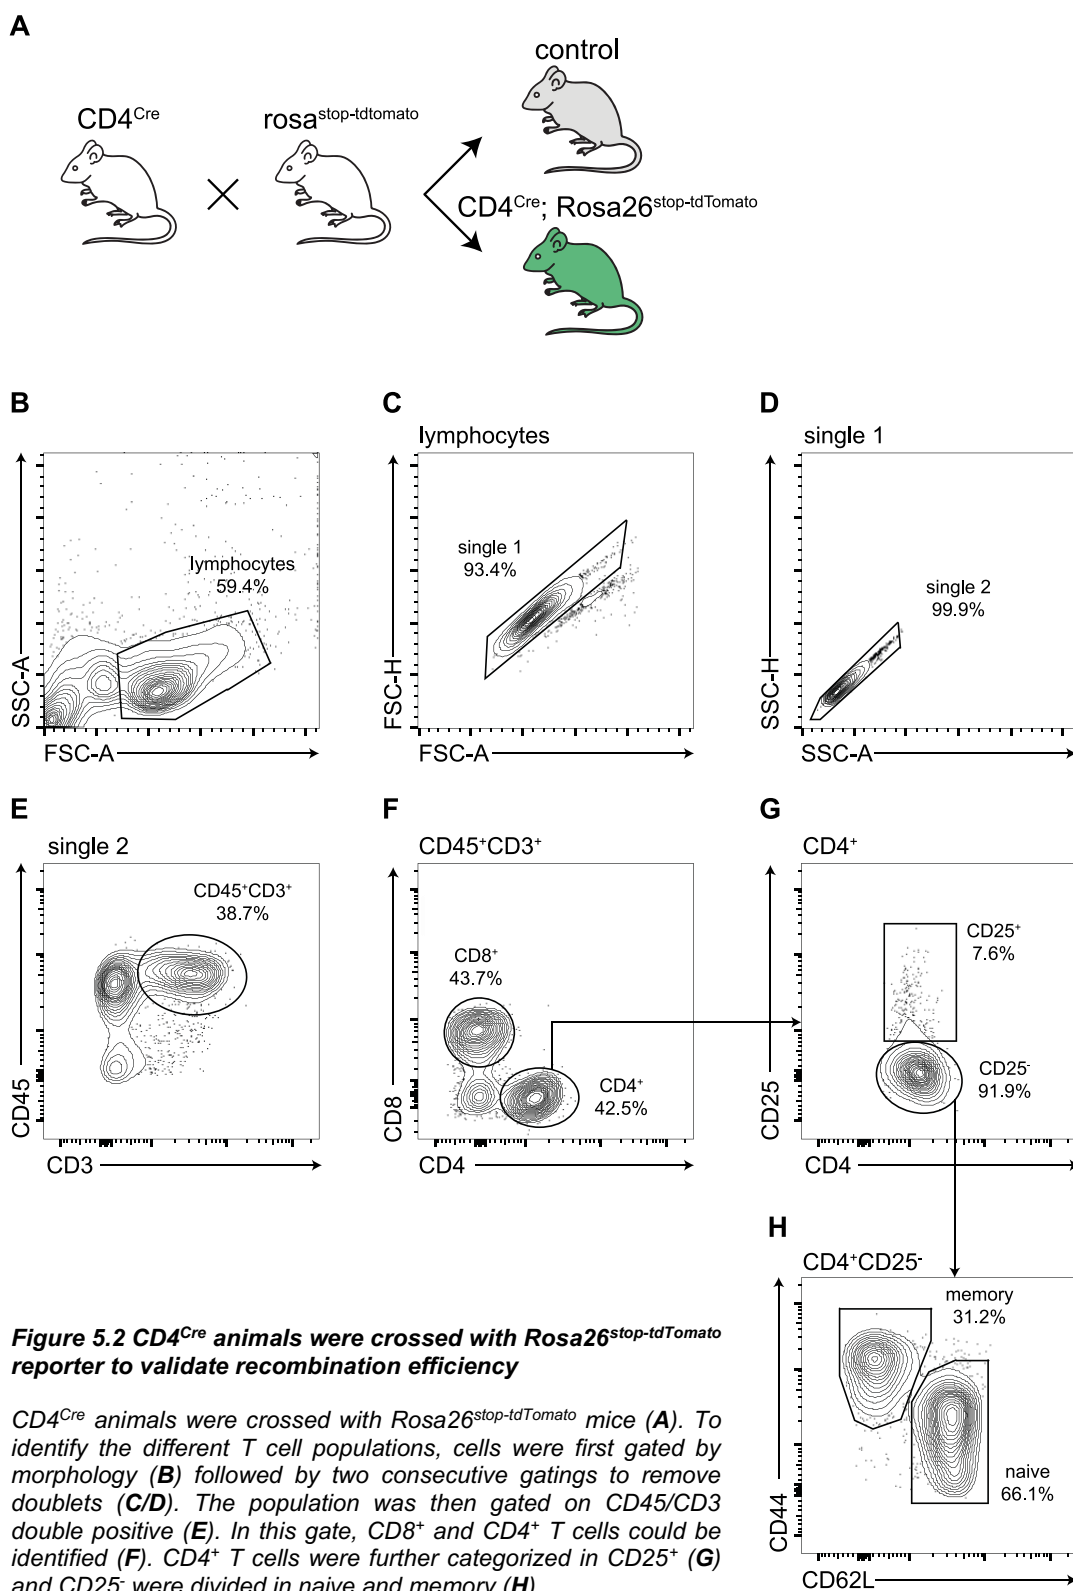 A
control
CD4Cre
rosastop-tdtomato
CD4Cre; Rosa26stop-tdTomato
B
SSC-A
FSC-A
lymphocytes
59.4%
C
lymphocytes
FSC-H
FSC-A
single 1
93.4%
D
single 1
SSC-H
SSC-A
single 2
99.9%
E
single 2
CD45
CD3
CD45+CD3+
38.7%
F
CD45+CD3+
CD8
CD4
CD8+
43.7%
CD4+
42.5%
G
CD4+
CD25
CD4
CD25+
7.6%
CD25-
91.9%
H
CD4+CD25-
CD44
CD62L
memory
31.2%
naive
66.1%
Figure 5.2 CD4Cre animals were crossed with Rosa26stop-tdTomato
reporter to validate recombination efficiency
CD4Cre animals were crossed with Rosa26stop-tdTomato mice (A). To
identify the different T cell populations, cells were first gated by
morphology (B) followed by two consecutive gatings to remove
doublets (C/D). The population was then gated on CD45/CD3
double positive (E). In this gate, CD8+ and CD4+ T cells could be
identified (F). CD4+ T cells were further categorized in CD25+ (G)
and CD25- were divided in naive and memory (H).